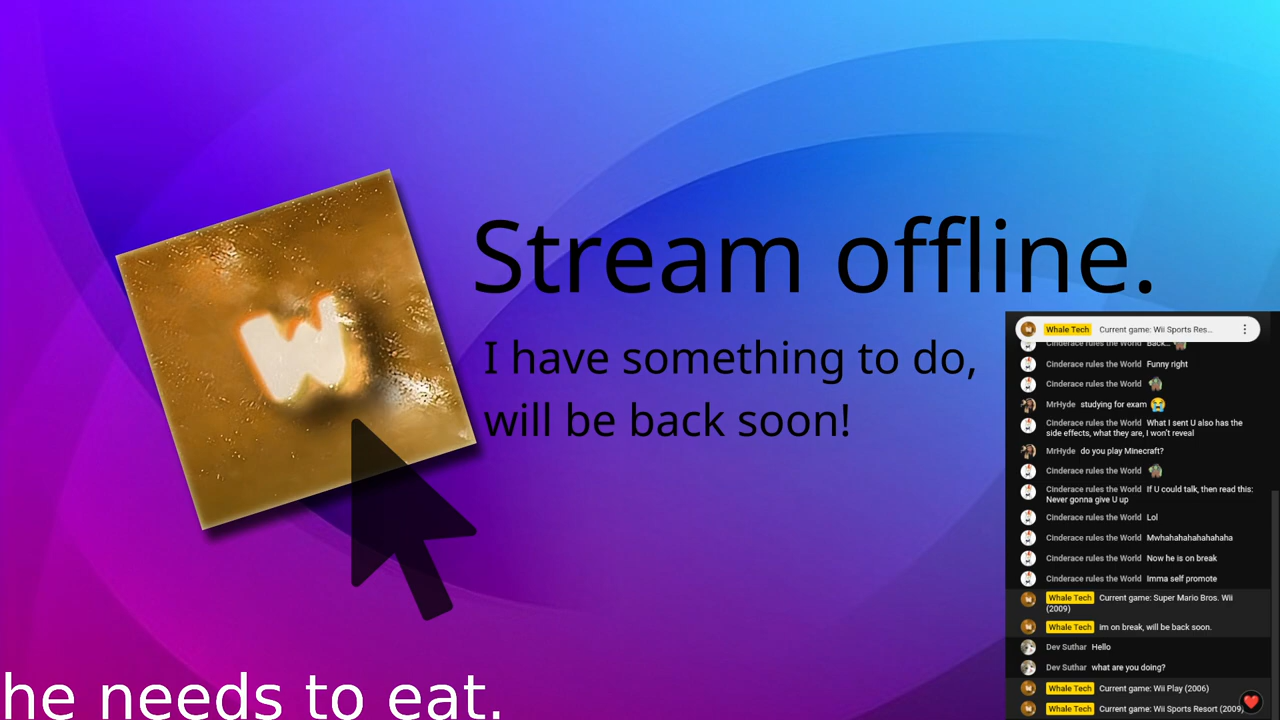 W
Stream offline.
I have something to do,
will be back soon!
he needs to eat.
Whale Tech Current game: Wii Sports Res...
Cinderace rules the World Back...
Cinderace rules the World Funny right
Cinderace rules the World
MrHyde studying for exam 😭
Cinderace rules the World What I sent U also has the
side effects, what they are, I won't reveal
MrHyde do you play Minecraft?
Cinderace rules the World
Cinderace rules the World If U could talk, then read this:
Never gonna give U up
Cinderace rules the World Lol
Cinderace rules the World Mwhahahahahahahaha
Cinderace rules the World Now he is on break
Cinderace rules the World Imma self promote
Whale Tech Current game: Super Mario Bros. Wii
(2009)
Whale Tech im on break, will be back soon.
Dev Suthar Hello
Dev Suthar what are you doing?
Whale Tech Current game: Wii Play (2006)
Whale Tech Current game: Wii Sports Resort (2009)